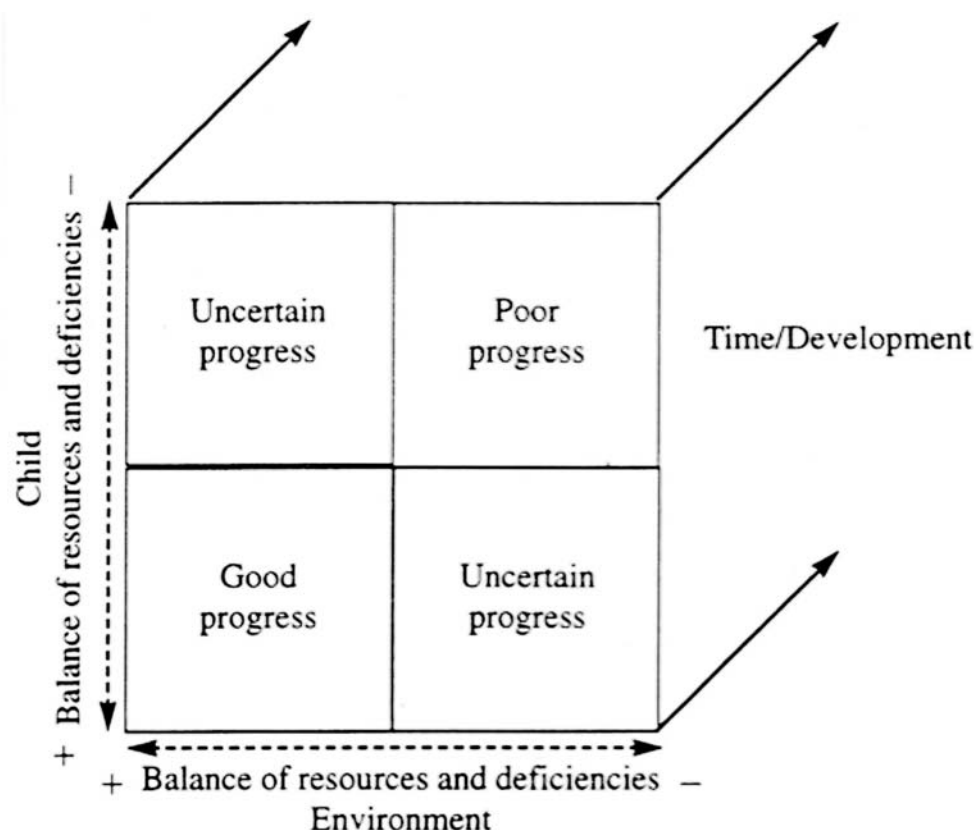 Uncertain
progress
Poor
progress
Time/Development
Child
− Balance of resources and deficiencies +
Good
progress
Uncertain
progress
+ Balance of resources and deficiencies −
Environment